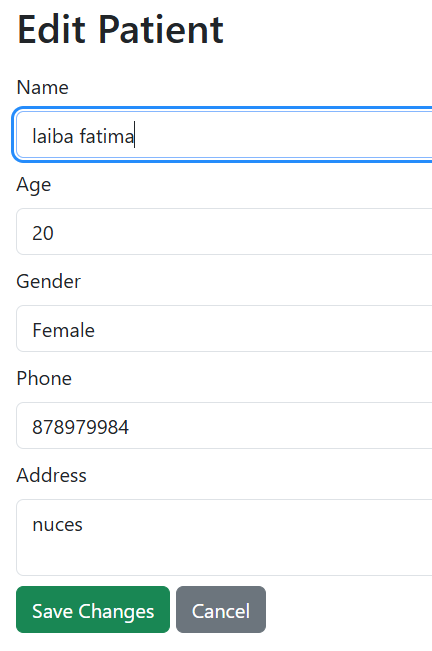 Edit Patient
Name
laiba fatima
Age
20
Gender
Female
Phone
878979984
Address
nuces
Save Changes Cancel